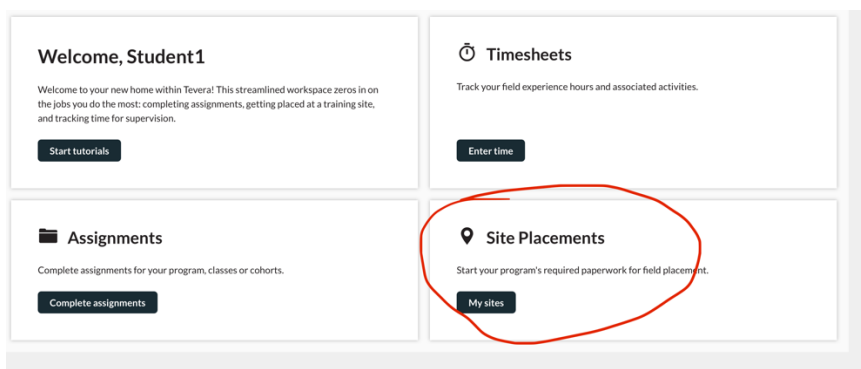 Welcome, Student1
Welcome to your new home within Tevera! This streamlined workspace zeros in on
the jobs you do the most: completing assignments, getting placed at a training site,
and tracking time for supervision.
Start tutorials
Timesheets
Track your field experience hours and associated activities.
Enter time
Assignments
Complete assignments for your program, classes or cohorts.
Complete assignments
Site Placements
Start your program's required paperwork for field placement.
My sites